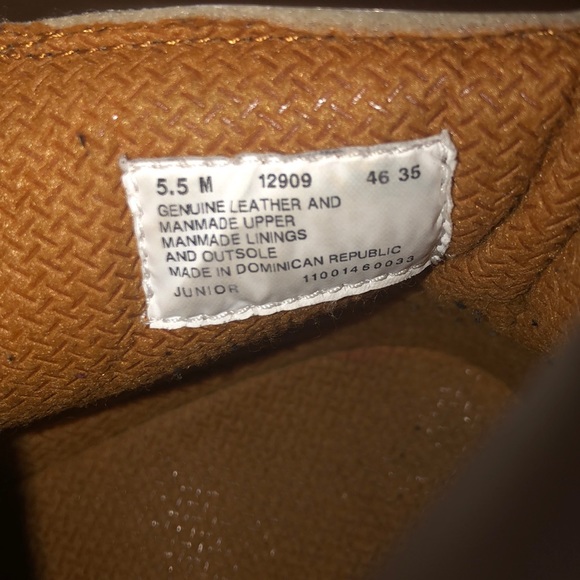 5.5 M 12909 46 35
GENUINE LEATHER AND
MANMADE UPPER
MANMADE LININGS
AND OUTSOLE
MADE IN DOMINICAN REPUBLIC
JUNIOR 11001460033